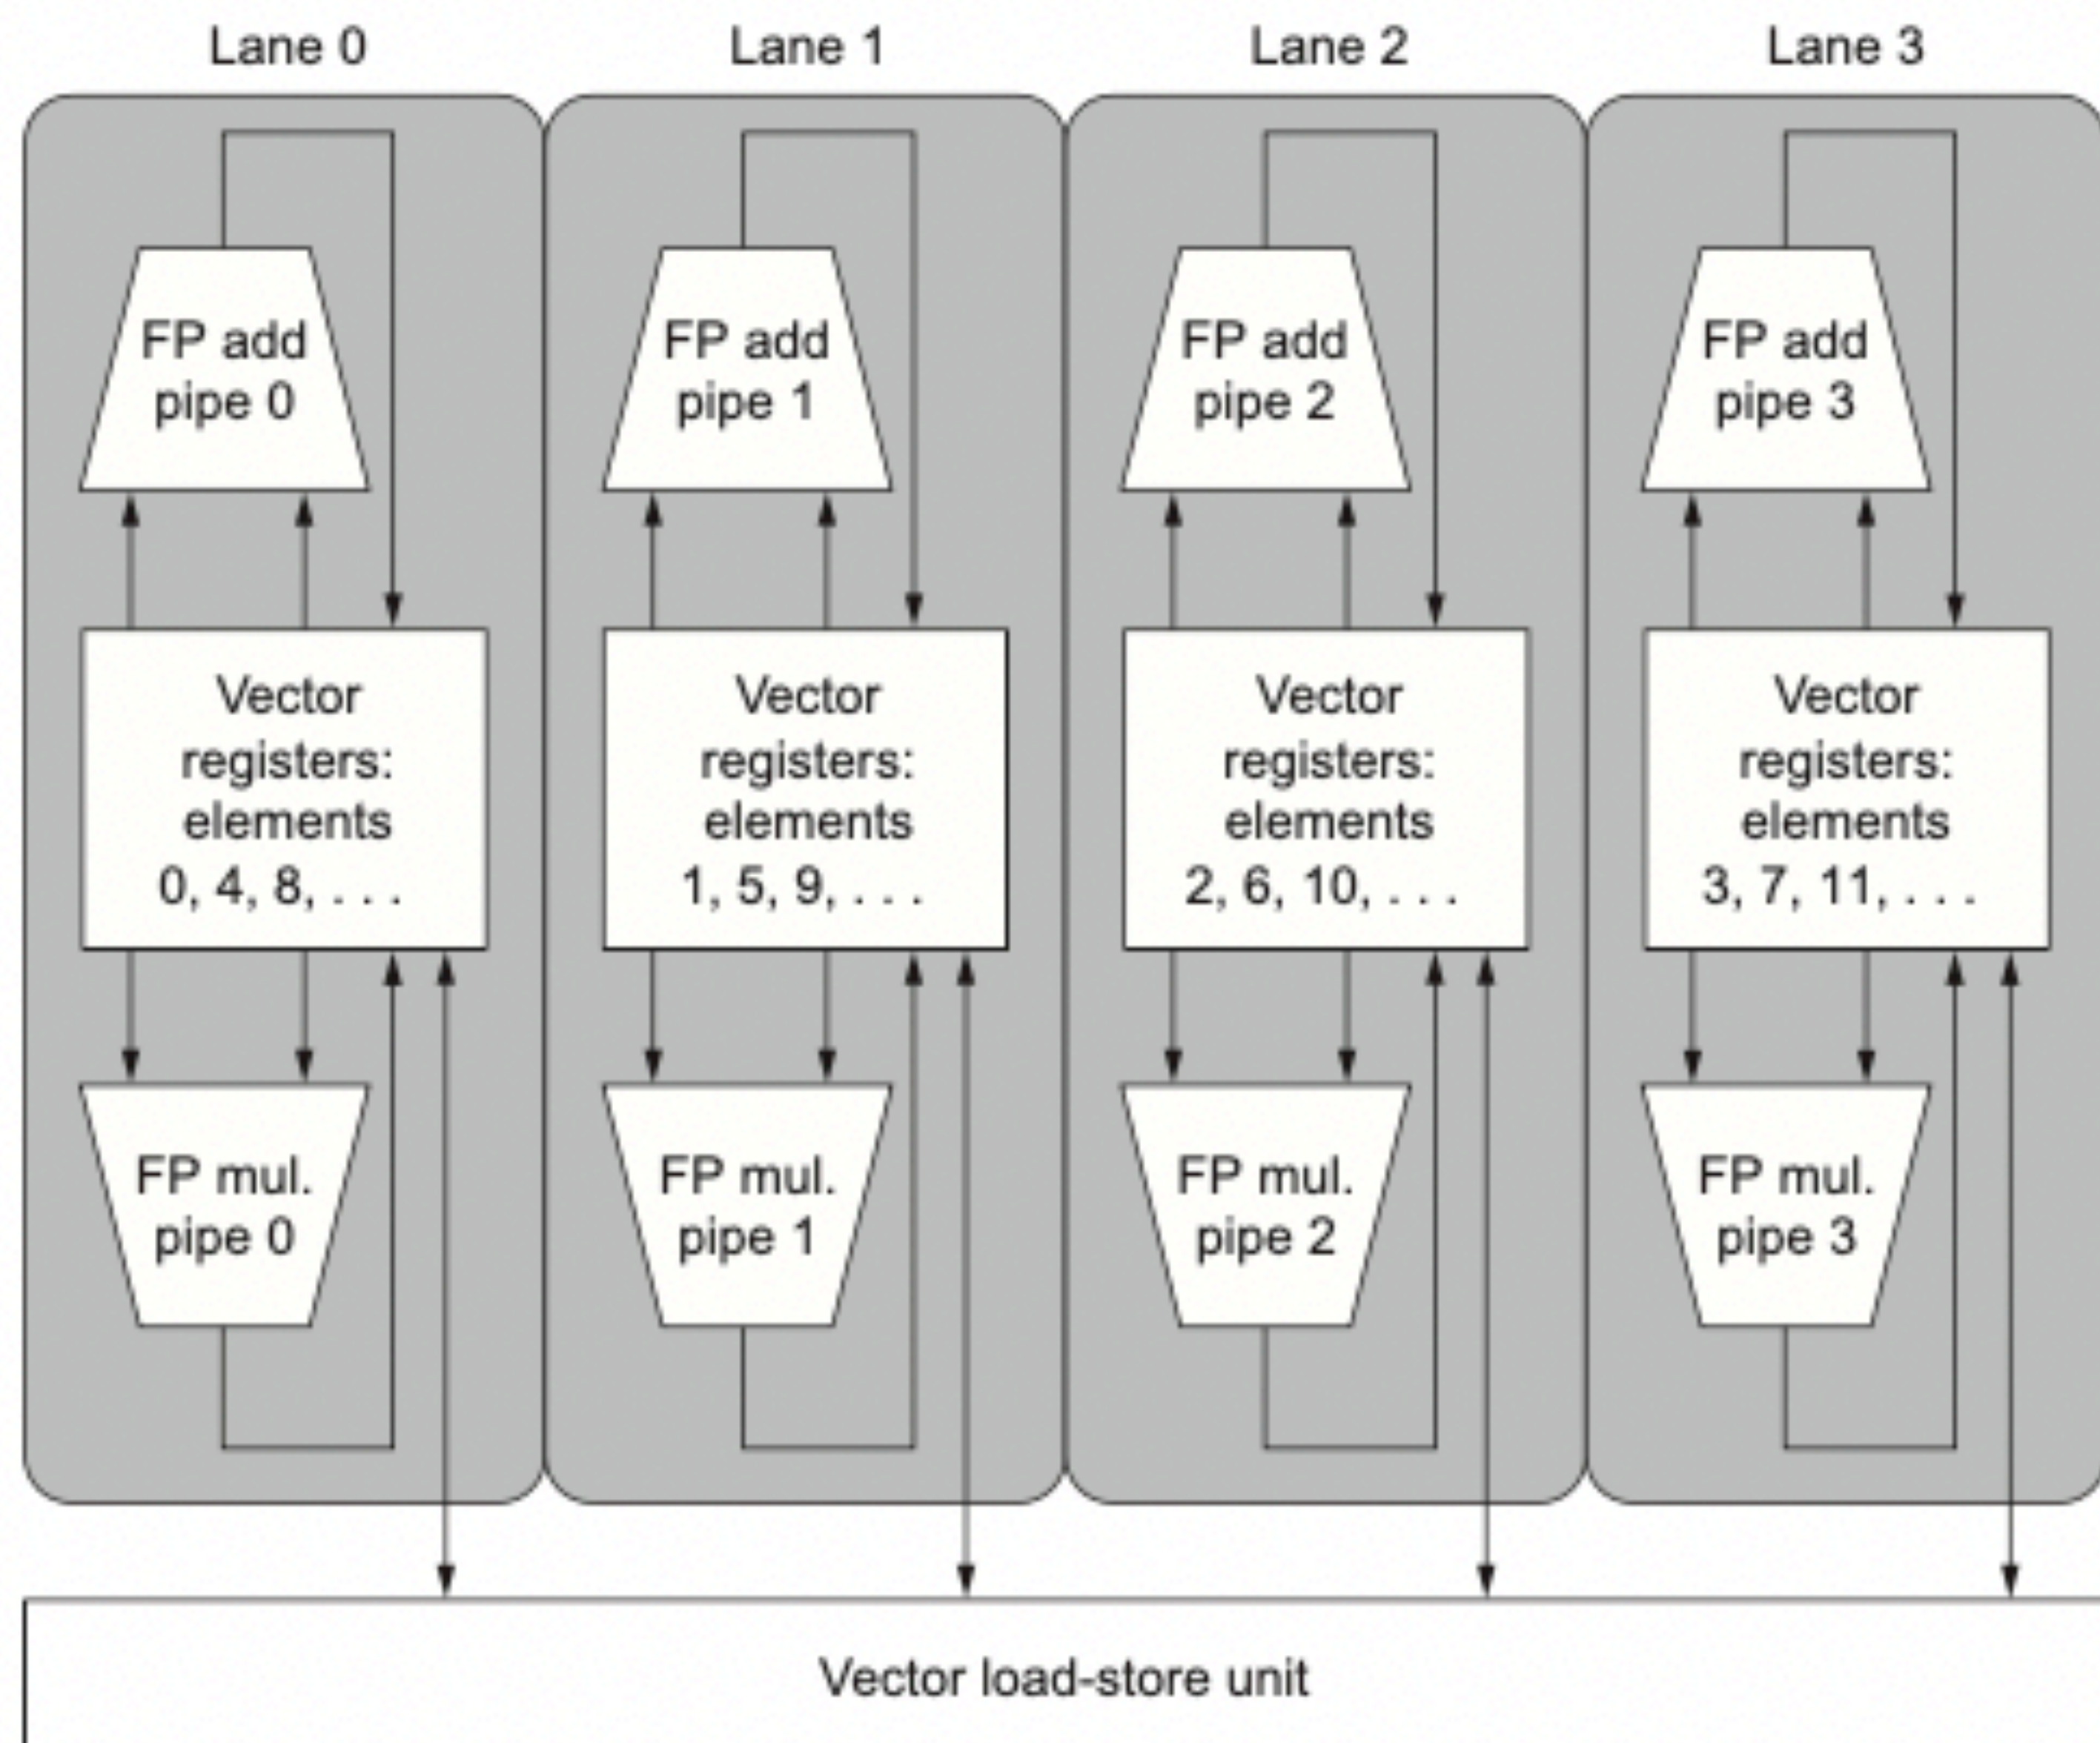 Lane 0
Lane 1
Lane 2
Lane 3
FP add
pipe 0
FP add
pipe 1
FP add
pipe 2
FP add
pipe 3
Vector
registers:
elements
0, 4, 8, . . .
Vector
registers:
elements
1, 5, 9, . . .
Vector
registers:
elements
2, 6, 10, . . .
Vector
registers:
elements
3, 7, 11, . . .
FP mul.
pipe 0
FP mul.
pipe 1
FP mul.
pipe 2
FP mul.
pipe 3
Vector load-store unit